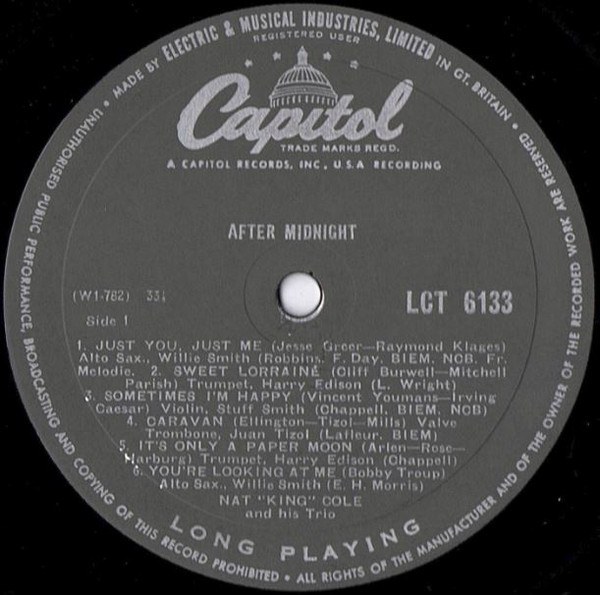 MADE BY ELECTRIC & MUSICAL INDUSTRIES, LIMITED IN GT. BRITAIN • ALL RIGHTS OF THE MANUFACTURER AND OF THE OWNER OF THE RECORDED WORK ARE RESERVED • UNAUTHORISED PUBLIC PERFORMANCE, BROADCASTING AND COPYING OF THIS RECORD PROHIBITED •
REGISTERED USER
Capitol
TRADE MARKS REGD.
A CAPITOL RECORDS, INC., U.S.A RECORDING
AFTER MIDNIGHT
(W1-782) 33⅓
LCT 6133
Side 1
1. JUST YOU, JUST ME (Jesse Greer—Raymond Klages)
Alto Sax., Willie Smith (Robbins, F. Day, BIEM, NCB, Fr.
Melodie. 2. SWEET LORRAINE (Cliff Burwell—Mitchell
Parish) Trumpet, Harry Edison (L. Wright)
3. SOMETIMES I'M HAPPY (Vincent Youmans—Irving
Caesar) Violin, Stuff Smith (Chappell, BIEM, NCB)
4. CARAVAN (Ellington—Tizol—Mills) Valve
Trombone, Juan Tizol (Lafleur, BIEM)
5. IT'S ONLY A PAPER MOON (Arlen—Rose—
Harburg) Trumpet, Harry Edison (Chappell)
6. YOU'RE LOOKING AT ME (Bobby Troup)
Alto Sax., Willie Smith (E. H. Morris)
NAT "KING" COLE
and his Trio
LONG PLAYING